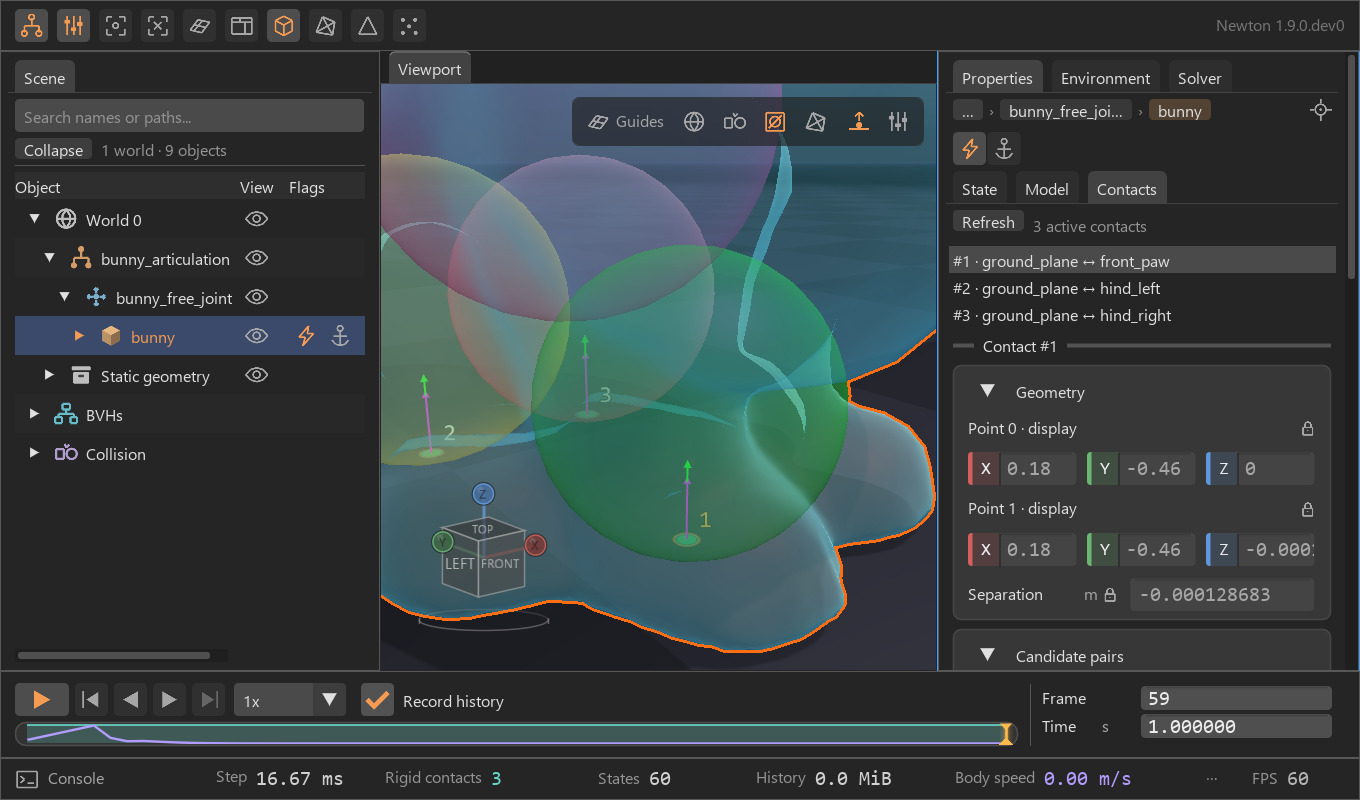 Newton 1.9.0.dev0
Scene
Search names or paths...
Collapse 1 world · 9 objects
Object View Flags
World 0
bunny_articulation
bunny_free_joint
bunny
Static geometry
BVHs
Collision
Viewport
Guides
3
2
1
Z
TOP
Y X
LEFT FRONT
Properties Environment Solver
... › bunny_free_joi... › bunny
State Model Contacts
Refresh 3 active contacts
#1 · ground_plane ↔ front_paw
#2 · ground_plane ↔ hind_left
#3 · ground_plane ↔ hind_right
Contact #1
Geometry
Point 0 · display
X 0.18 Y -0.46 Z 0
Point 1 · display
X 0.18 Y -0.46 Z -0.000
Separation m -0.000128683
Candidate pairs
1x Record history
Frame 59
Time s 1.000000
Console Step 16.67 ms Rigid contacts 3 States 60 History 0.0 MiB Body speed 0.00 m/s ... FPS 60